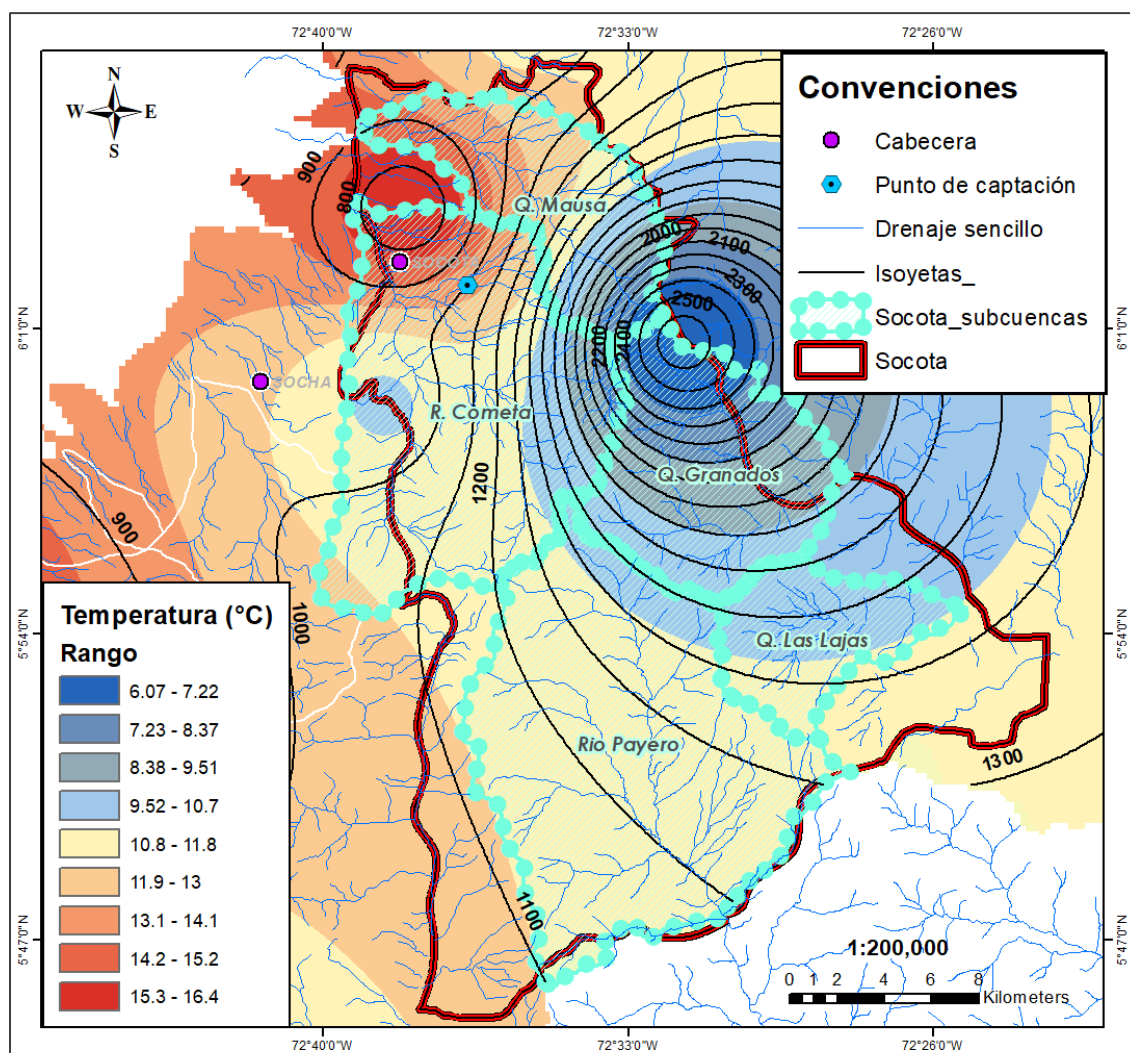 72°40'0"W
72°33'0"W
72°26'0"W
N
W
E
S
Convenciones
Cabecera
Punto de captación
Drenaje sencillo
Isoyetas_
Socota_subcuencas
Socota
900
800
Q. Mausa
2000
2100
2300
2500
2200
2400
SOCOTA
6°1'0"N
6°1'0"N
SOCHA
R. Cometa
Q. Granados
1200
900
1000
Temperatura (°C)
Rango
6.07 - 7.22
7.23 - 8.37
8.38 - 9.51
9.52 - 10.7
10.8 - 11.8
11.9 - 13
13.1 - 14.1
14.2 - 15.2
15.3 - 16.4
5°54'0"N
5°54'0"N
Q. Las Lajas
Rio Payero
1300
1100
5°47'0"N
5°47'0"N
1:200,000
0 1 2 4 6 8
Kilometers
72°40'0"W
72°33'0"W
72°26'0"W